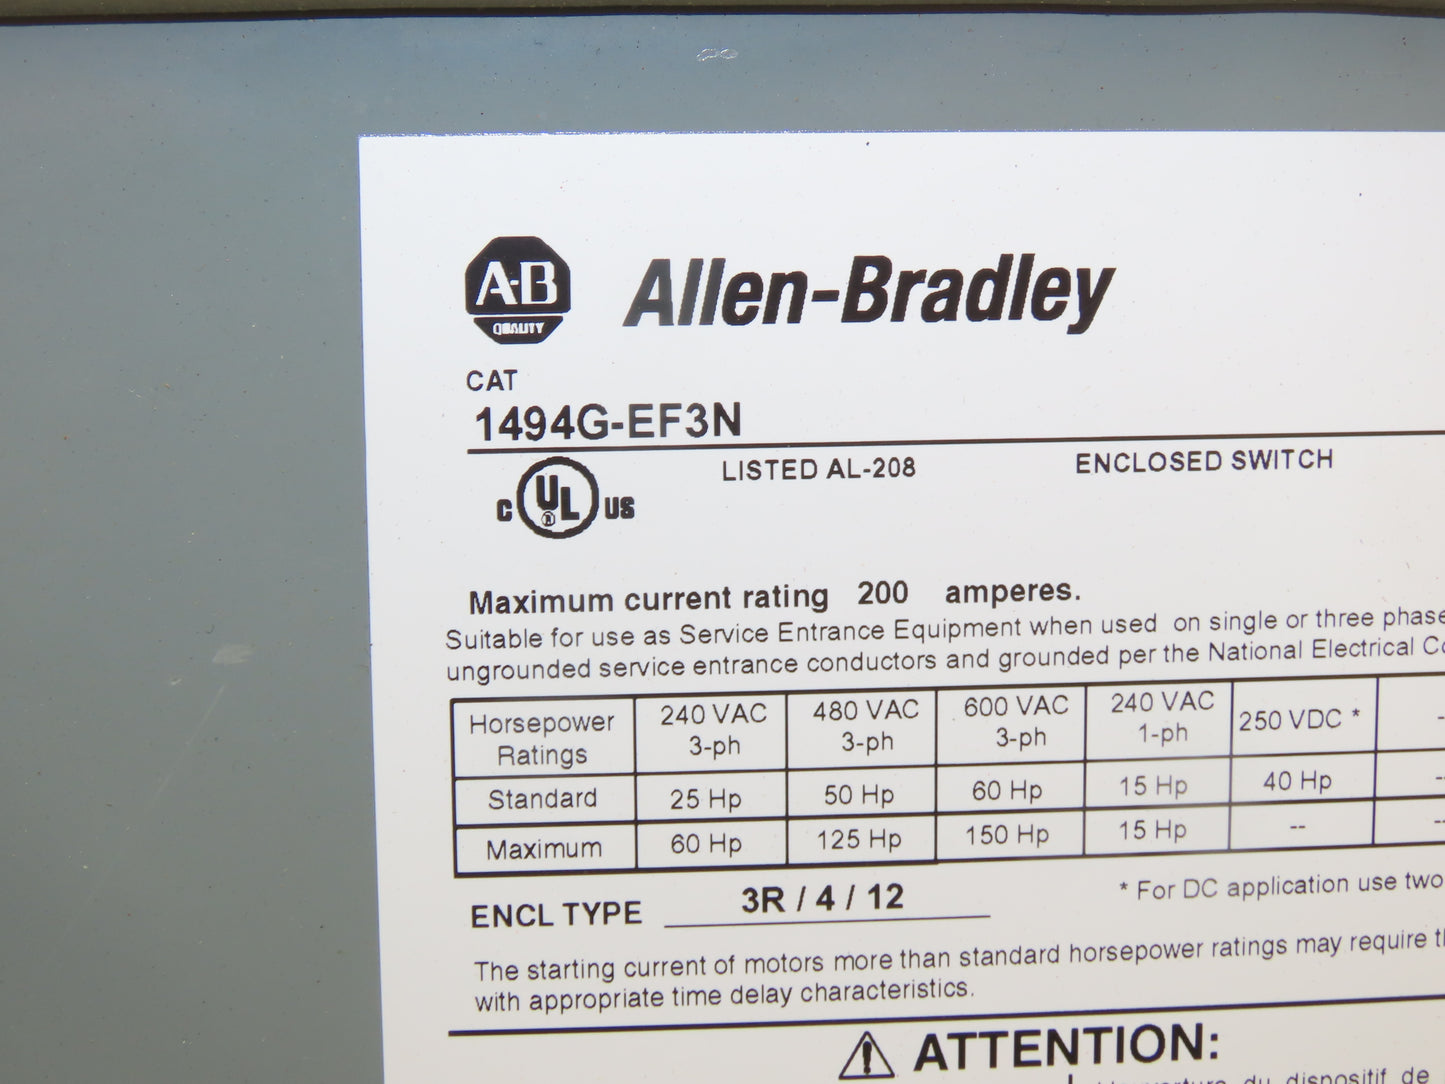 A-B
QUALITY
Allen-Bradley
CAT
1494G-EF3N
C UL ® US
LISTED AL-208
ENCLOSED SWITCH
Maximum current rating 200 amperes.
Suitable for use as Service Entrance Equipment when used on single or three phase
ungrounded service entrance conductors and grounded per the National Electrical
Horsepower Ratings 240 VAC 3-ph 480 VAC 3-ph 600 VAC 3-ph 240 VAC 1-ph 250 VDC *
Standard 25 Hp 50 Hp 60 Hp 15 Hp 40 Hp --
Maximum 60 Hp 125 Hp 150 Hp 15 Hp -- --
ENCL TYPE 3R / 4 / 12
* For DC application use two
The starting current of motors more than standard horsepower ratings may require
with appropriate time delay characteristics.
ATTENTION:
du dispositif de